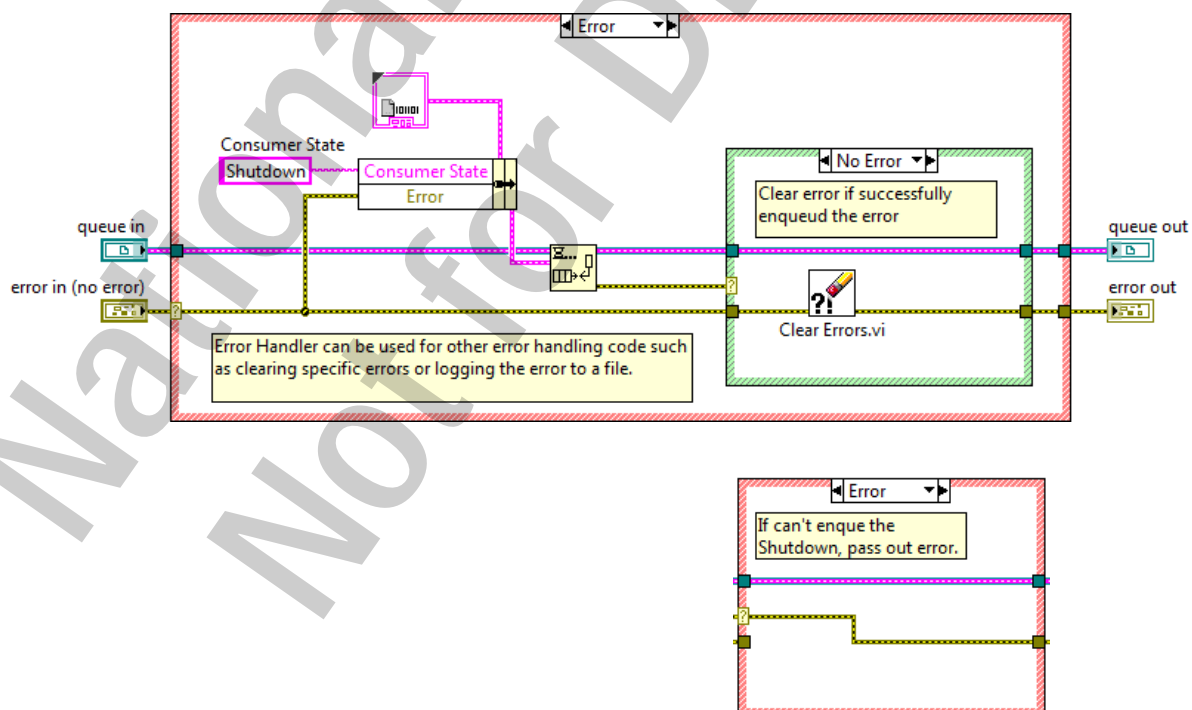 Error
Consumer State
Shutdown
Consumer State
Error
No Error
Clear error if successfully
enqueud the error
queue in
queue out
error in (no error)
error out
?!
Clear Errors.vi
Error Handler can be used for other error handling code such
as clearing specific errors or logging the error to a file.
Error
If can't enque the
Shutdown, pass out error.
National
Not for D